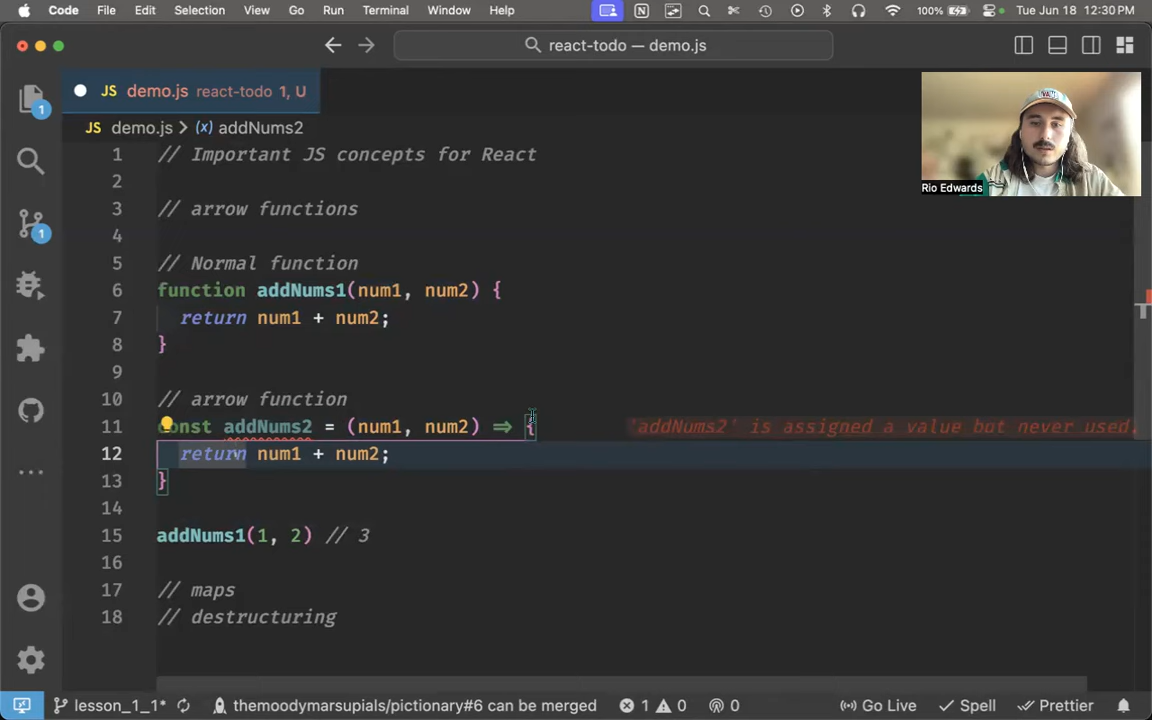 Code File Edit Selection View Go Run Terminal Window Help 100% Tue Jun 18 12:30 PM
react-todo — demo.js
JS demo.js react-todo 1, U
JS demo.js > (x) addNums2
Rio Edwards
1 // Important JS concepts for React
2
3 // arrow functions
4
5 // Normal function
6 function addNums1(num1, num2) {
7 return num1 + num2;
8 }
9
10 // arrow function
11 const addNums2 = (num1, num2) => { 'addNums2' is assigned a value but never used.
12 return num1 + num2;
13 }
14
15 addNums1(1, 2) // 3
16
17 // maps
18 // destructuring
1
1
lesson_1_1* themoodymarsupials/pictionary#6 can be merged 1 0 0 Go Live Spell Prettier